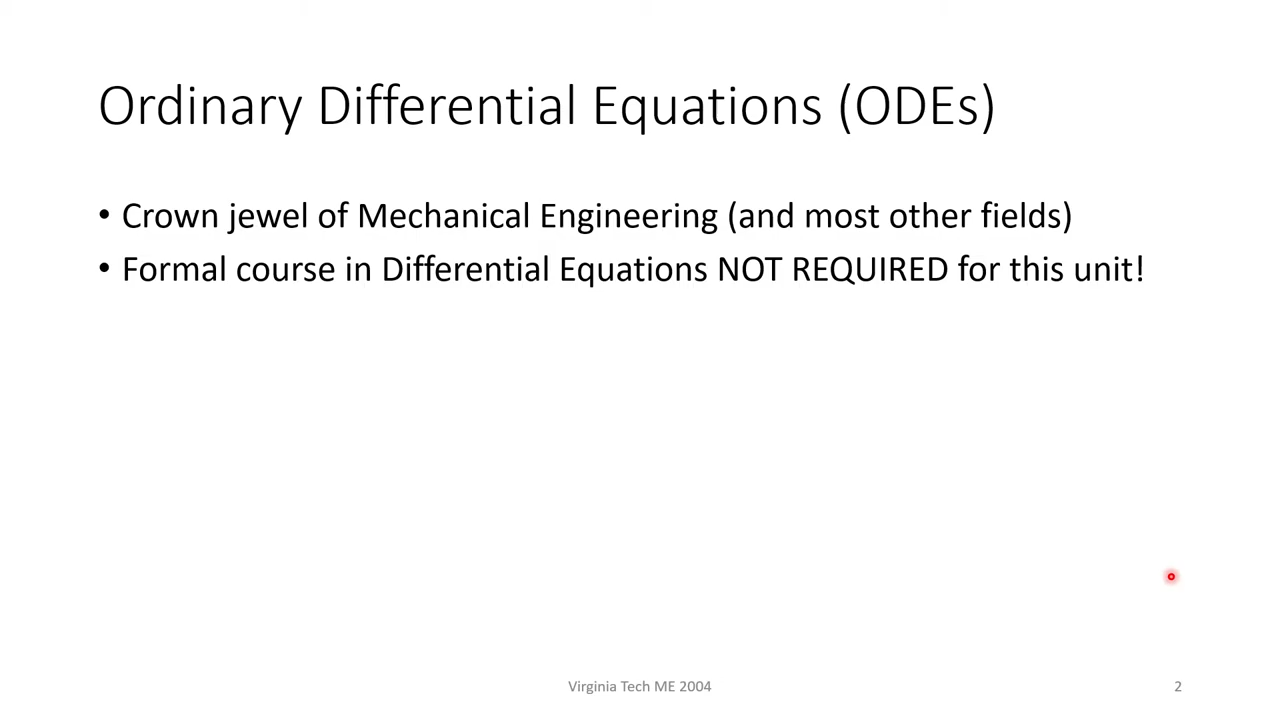 Ordinary Differential Equations (ODEs)
• Crown jewel of Mechanical Engineering (and most other fields)
• Formal course in Differential Equations NOT REQUIRED for this unit!
Virginia Tech ME 2004
2